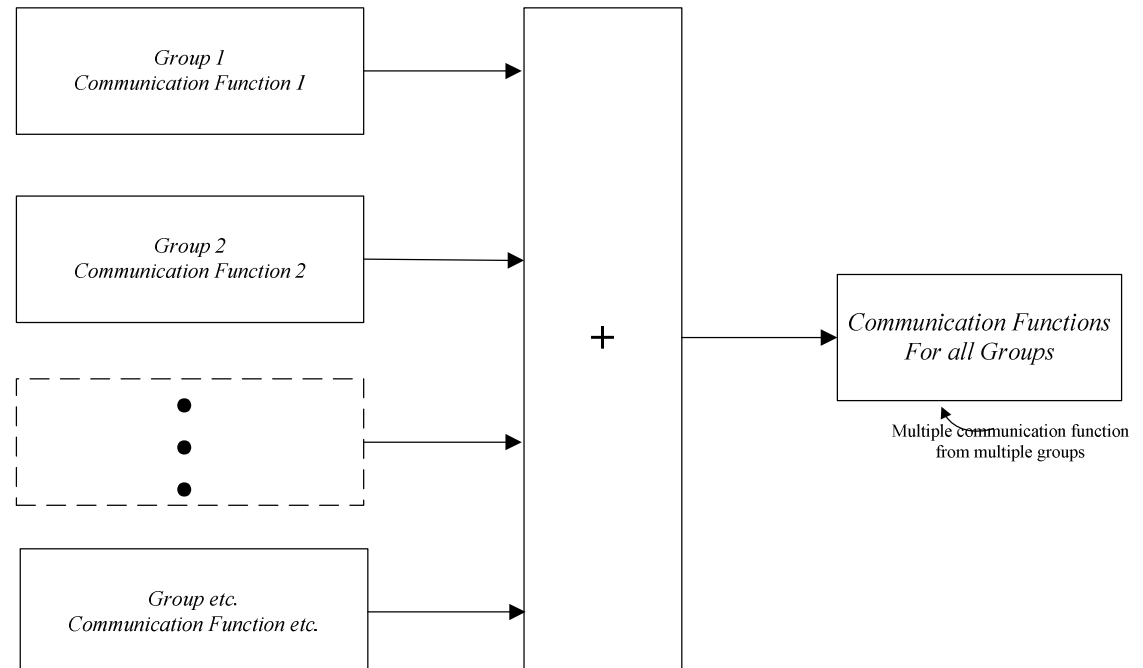 Group 1
Communication Function 1
Group 2
Communication Function 2
Group etc.
Communication Function etc.
+
Communication Functions
For all Groups
Multiple communication function
from multiple groups